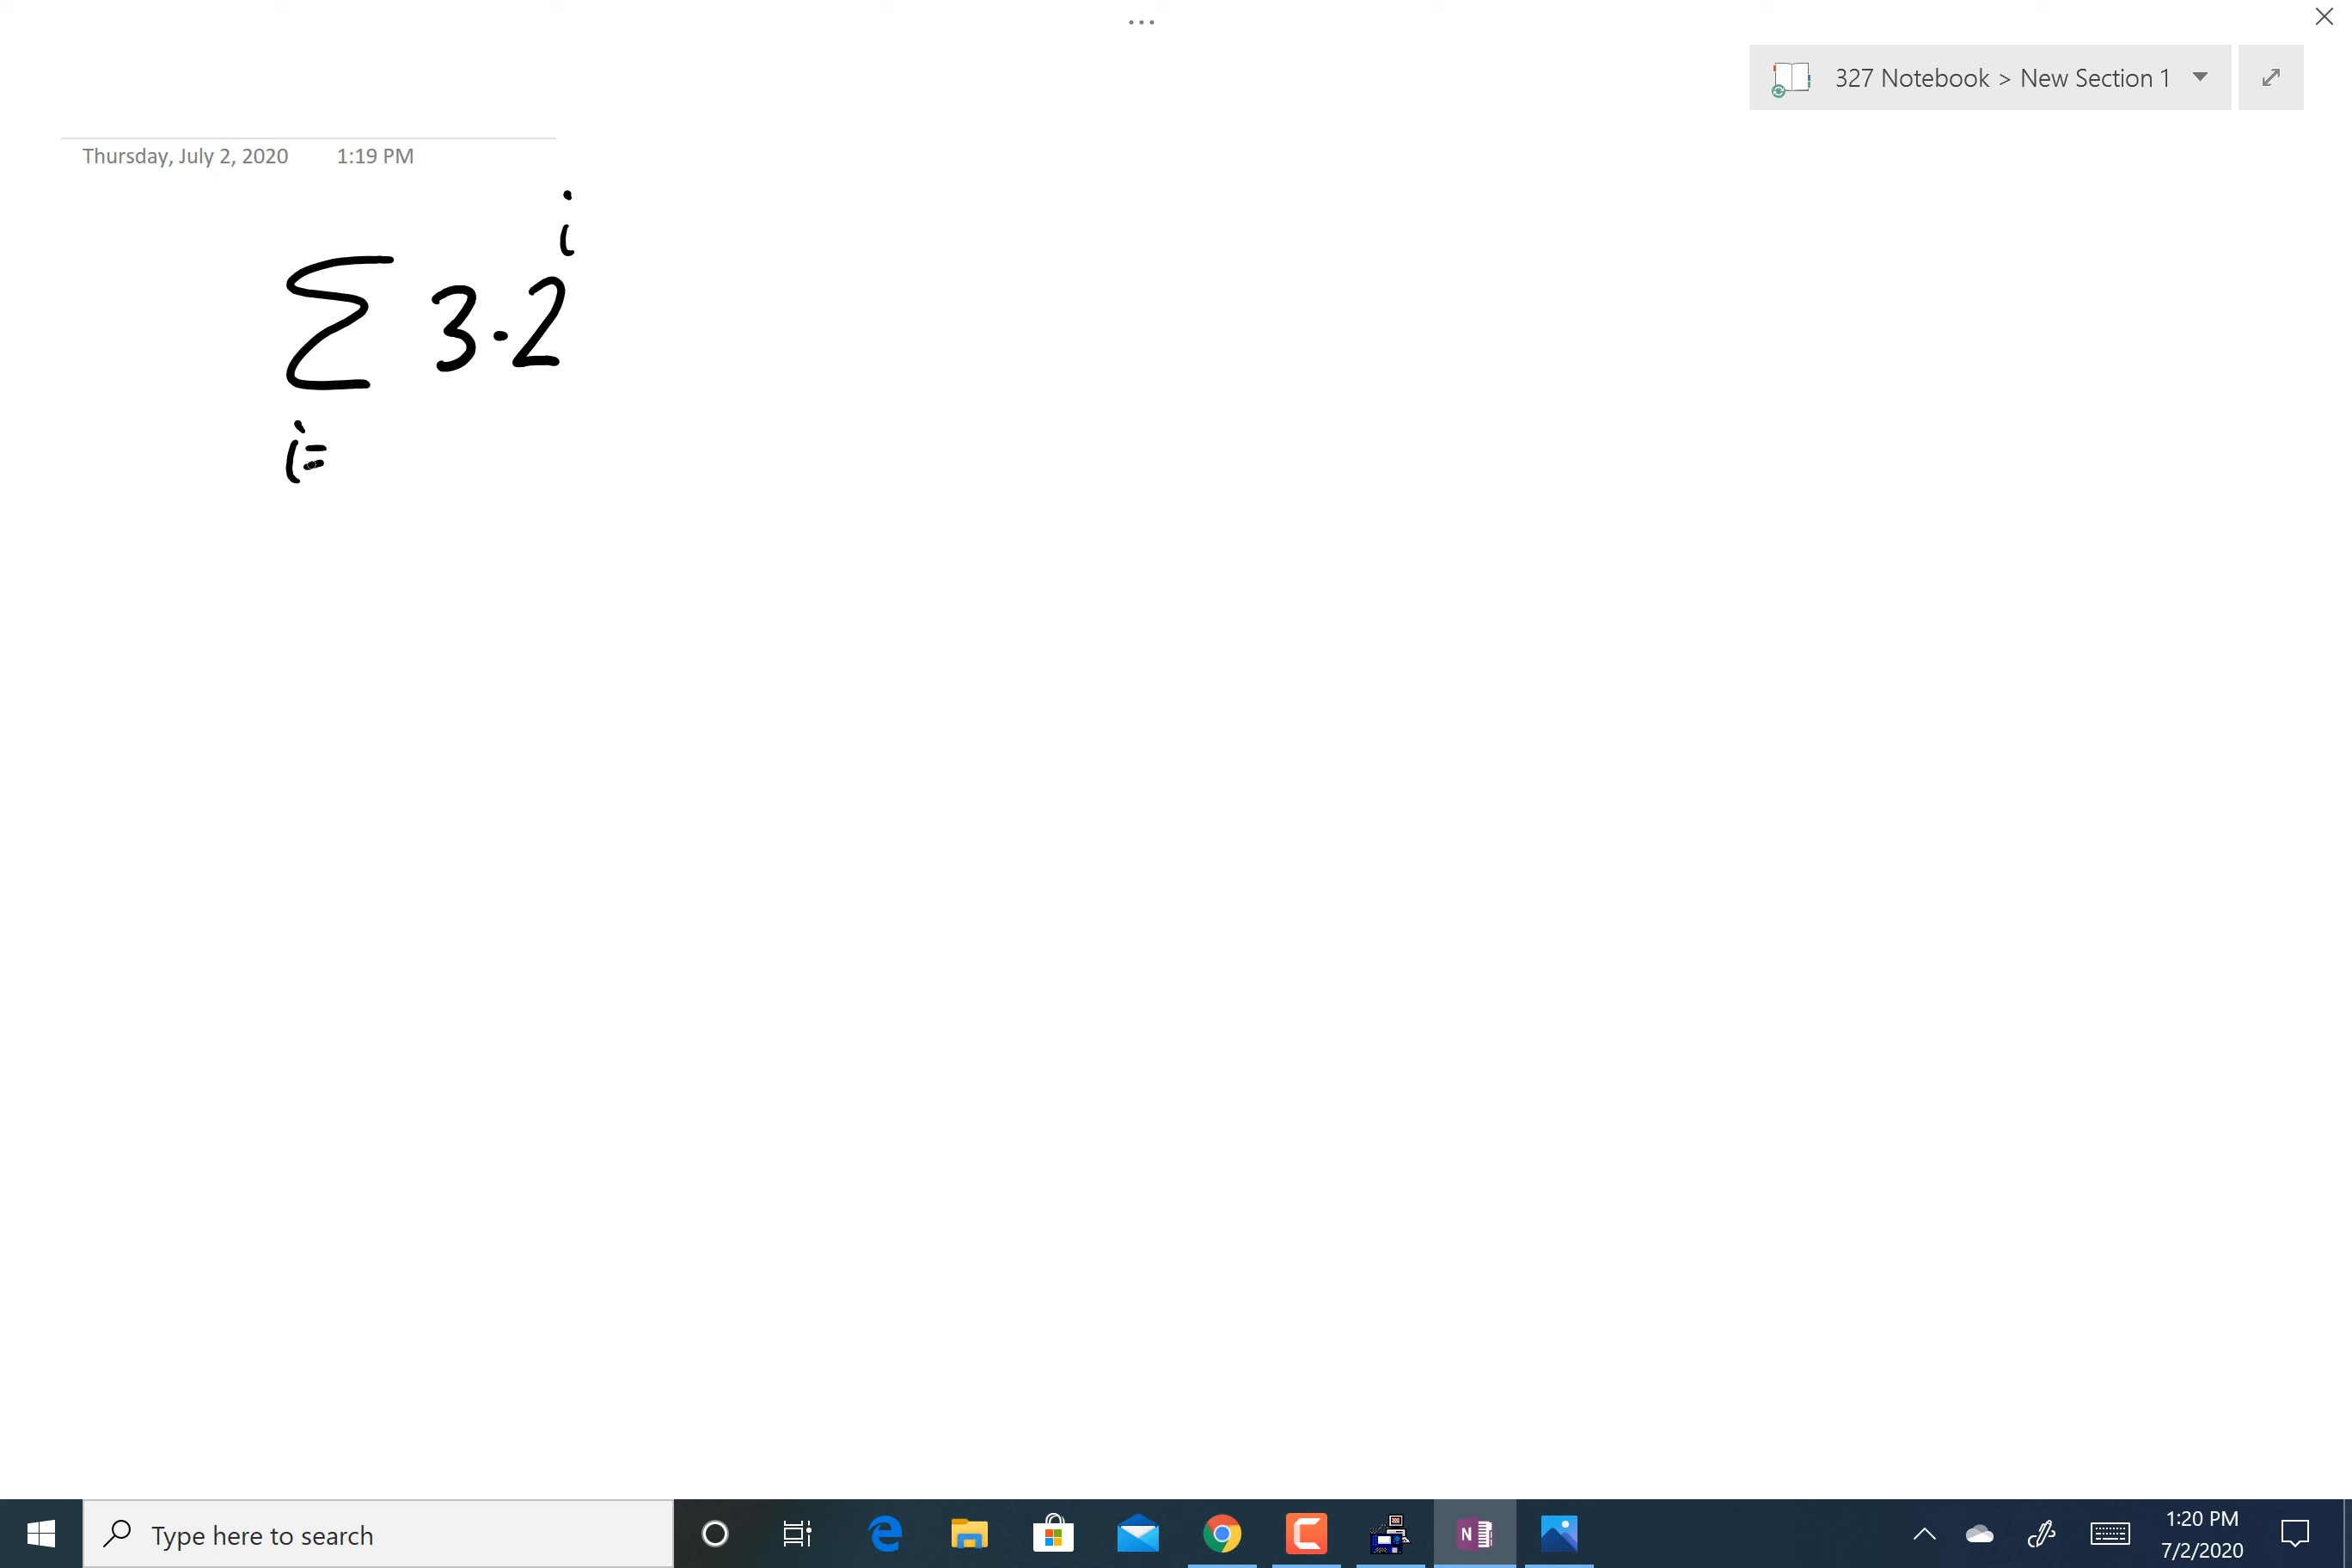 327 Notebook > New Section 1
Thursday, July 2, 2020 1:19 PM
i
Σ 3·2
i=
Type here to search
1:20 PM
7/2/2020